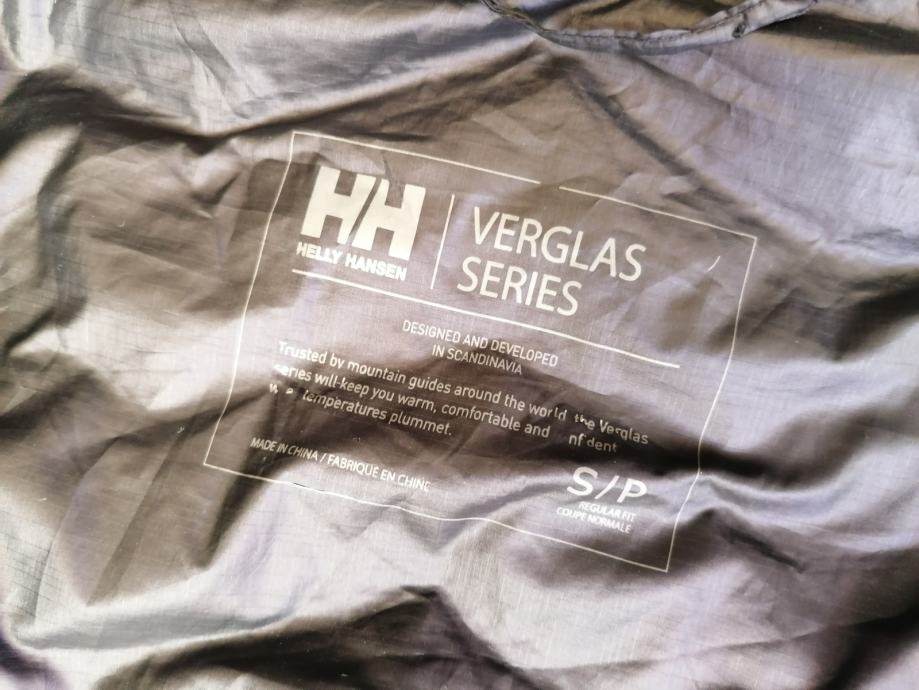 HH
HELLY HANSEN
VERGLAS
SERIES
DESIGNED AND DEVELOPED
IN SCANDINAVIA
Trusted by mountain guides around the world the Verglas
series will keep you warm, comfortable and
temperatures plummet.
MADE IN CHINA / FABRIQUE EN CHINE
S/P
REGULAR FIT
COUPE NORMALE